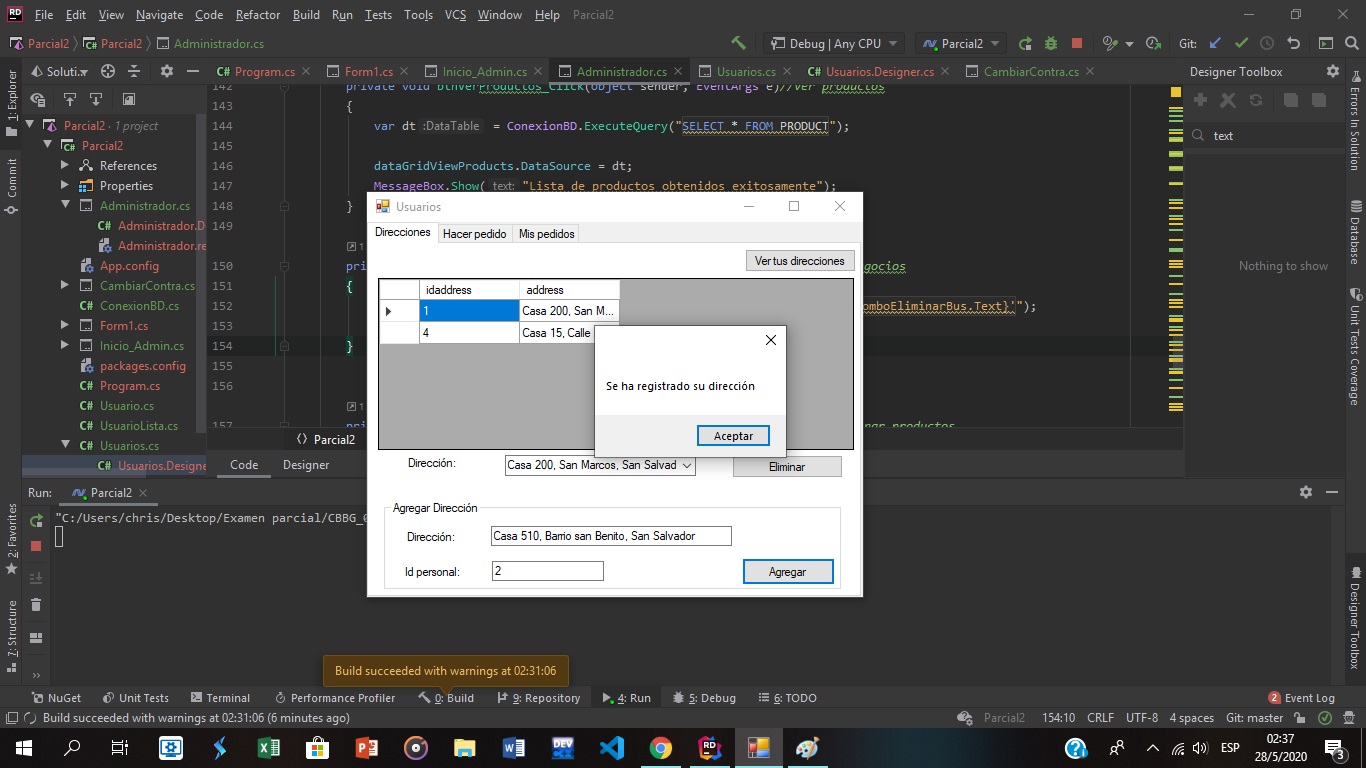 File Edit View Navigate Code Refactor Build Run Tests Tools VCS Window Help Parcial2
Parcial2 Parcial2 Administrador.cs
Debug | Any CPU Parcial2 Git:
1: Explorer
Commit
2: Favorites
7: Structure
Soluti..
Program.cs Form1.cs Inicio_Admin.cs Administrador.cs Usuarios.cs Usuarios.Designer.cs CambiarContra.cs
Parcial2 · 1 project
Parcial2
References
Properties
Administrador.cs
Administrador.D
Administrador.re
App.config
CambiarContra.cs
ConexionBD.cs
Form1.cs
Inicio_Admin.cs
packages.config
Program.cs
Usuario.cs
UsuarioLista.cs
Usuarios.cs
Usuarios.Designe
142 private void btnVerProductos_Click(object sender, EventArgs e)//Ver productos
143 {
144 var dt :DataTable = ConexionBD.ExecuteQuery("SELECT * FROM PRODUCT");
145
146 dataGridViewProducts.DataSource = dt;
147 MessageBox.Show( text: "Lista de productos obtenidos exitosamente");
148 }
149
1
150 pri egocios
151 {
152 omboEliminarBus.Text}'");
153
154 }
155
156
1
157 pri nar productos
Parcial2
Code Designer
Designer Toolbox
text
Nothing to show
Errors In Solution
Database
Unit Tests Coverage
Designer Toolbox
Usuarios
Direcciones Hacer pedido Mis pedidos
Ver tus direcciones
idaddress address
1 Casa 200, San M...
4 Casa 15, Calle
Se ha registrado su dirección
Aceptar
Dirección: Casa 200, San Marcos, San Salvad Eliminar
Agregar Dirección
Dirección: Casa 510, Barrio san Benito, San Salvador
Id personal: 2 Agregar
Run: Parcial2
"C:/Users/chris/Desktop/Examen parcial/CBBG_0
Build succeeded with warnings at 02:31:06
NuGet Unit Tests Terminal Performance Profiler 0: Build 9: Repository 4: Run 5: Debug 6: TODO 2 Event Log
Build succeeded with warnings at 02:31:06 (6 minutes ago) Parcial2 154:10 CRLF UTF-8 4 spaces Git: master
DEV RD ESP 02:37
28/5/2020 3